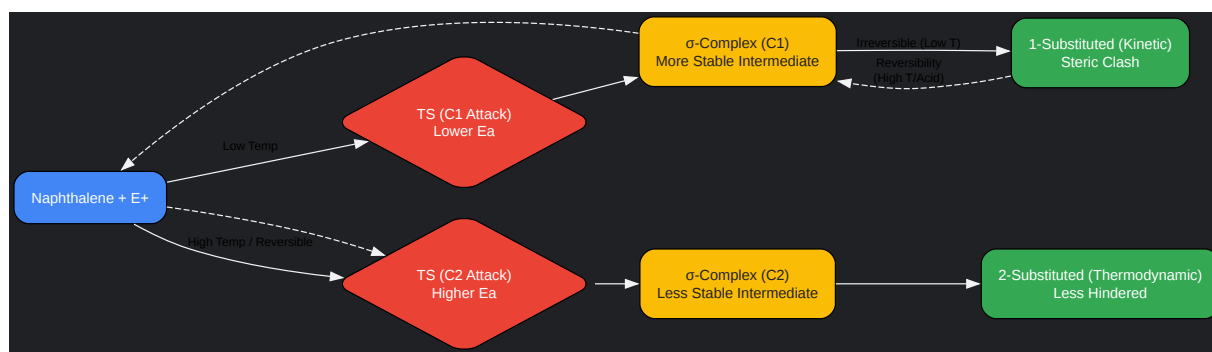 σ-Complex (C1)
More Stable Intermediate
Irreversible (Low T)
Reversibility
(High T/Acid)
1-Substituted (Kinetic)
Steric Clash
TS (C1 Attack)
Lower Ea
Low Temp
Naphthalene + E+
High Temp / Reversible
TS (C2 Attack)
Higher Ea
σ-Complex (C2)
Less Stable Intermediate
2-Substituted (Thermodynamic)
Less Hindered